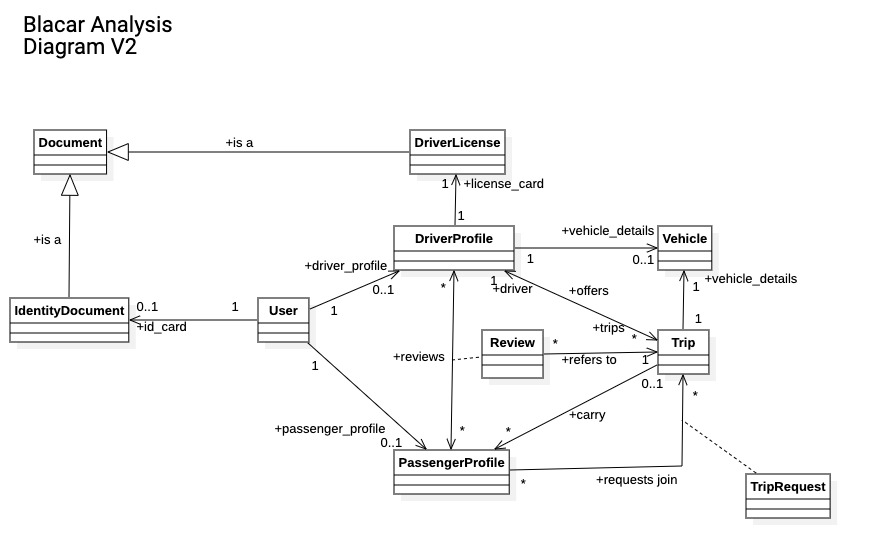 Blacar Analysis
Diagram V2
Document
+is a
DriverLicense
1
+license_card
1
+is a
DriverProfile
+vehicle_details
Vehicle
1
0..1
+driver_profile
0..1
*
1
+driver
+offers
1
+vehicle_details
IdentityDocument
0..1
1
+id_card
User
1
1
+trips
*
Trip
Review
*
+refers to
1
+reviews
1
0..1
*
+carry
+passenger_profile
0..1
*
*
PassengerProfile
*
+requests join
TripRequest